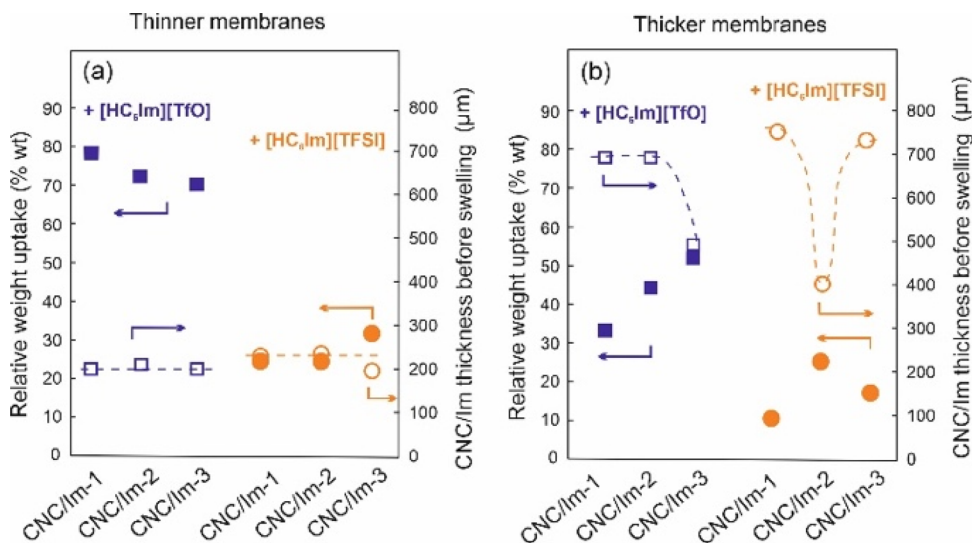 Thinner membranes
(a)
+ [HC₆Im][TfO]
+ [HC₆Im][TFSI]
Relative weight uptake (% wt)
90
80
70
60
50
40
30
20
10
0
800
700
600
500
400
300
200
100
0
CNC/Im thickness before swelling (µm)
CNC/Im-1
CNC/Im-2
CNC/Im-3
CNC/Im-1
CNC/Im-2
CNC/Im-3
Thicker membranes
(b)
+ [HC₆Im][TfO]
+ [HC₆Im][TFSI]
Relative weight uptake (% wt)
90
80
70
60
50
40
30
20
10
0
800
700
600
500
400
300
200
100
0
CNC/Im thickness before swelling (µm)
CNC/Im-1
CNC/Im-2
CNC/Im-3
CNC/Im-1
CNC/Im-2
CNC/Im-3